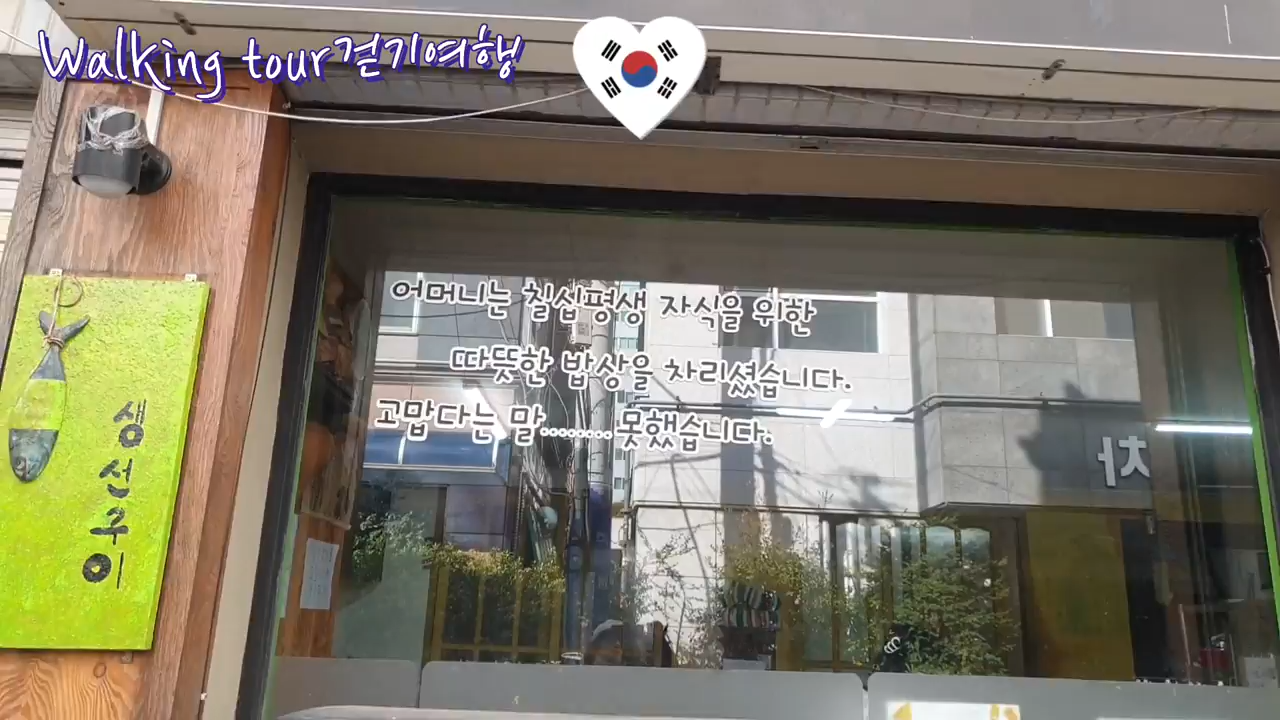 Walking tour걷기여행
어머니는 칠십평생 자식을 위한
따뜻한 밥상을 차리셨습니다.
고맙다는 말........못했습니다.
생선구이
차